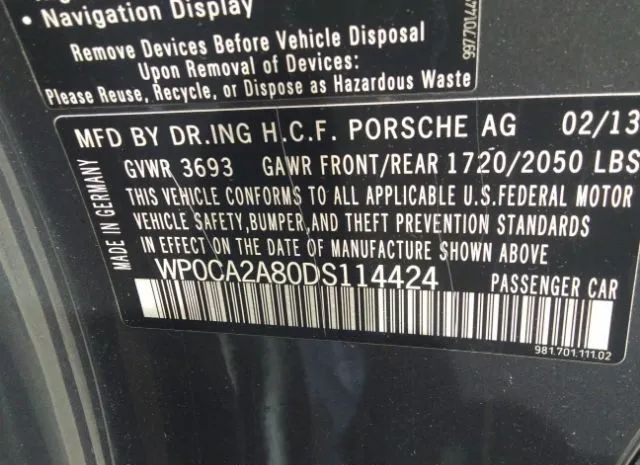 • Navigation Display
Remove Devices Before Vehicle Disposal
Upon Removal of Devices:
Please Reuse, Recycle, or Dispose as Hazardous Waste
MFD BY DR.ING H.C.F. PORSCHE AG 02/13
GVWR 3693 GAWR FRONT/REAR 1720/2050 LBS
THIS VEHICLE CONFORMS TO ALL APPLICABLE U.S.FEDERAL MOTOR
VEHICLE SAFETY,BUMPER,AND THEFT PREVENTION STANDARDS
IN EFFECT ON THE DATE OF MANUFACTURE SHOWN ABOVE.
WP0CA2A80DS114424 PASSENGER CAR
981.701.111.02
MADE IN GERMANY